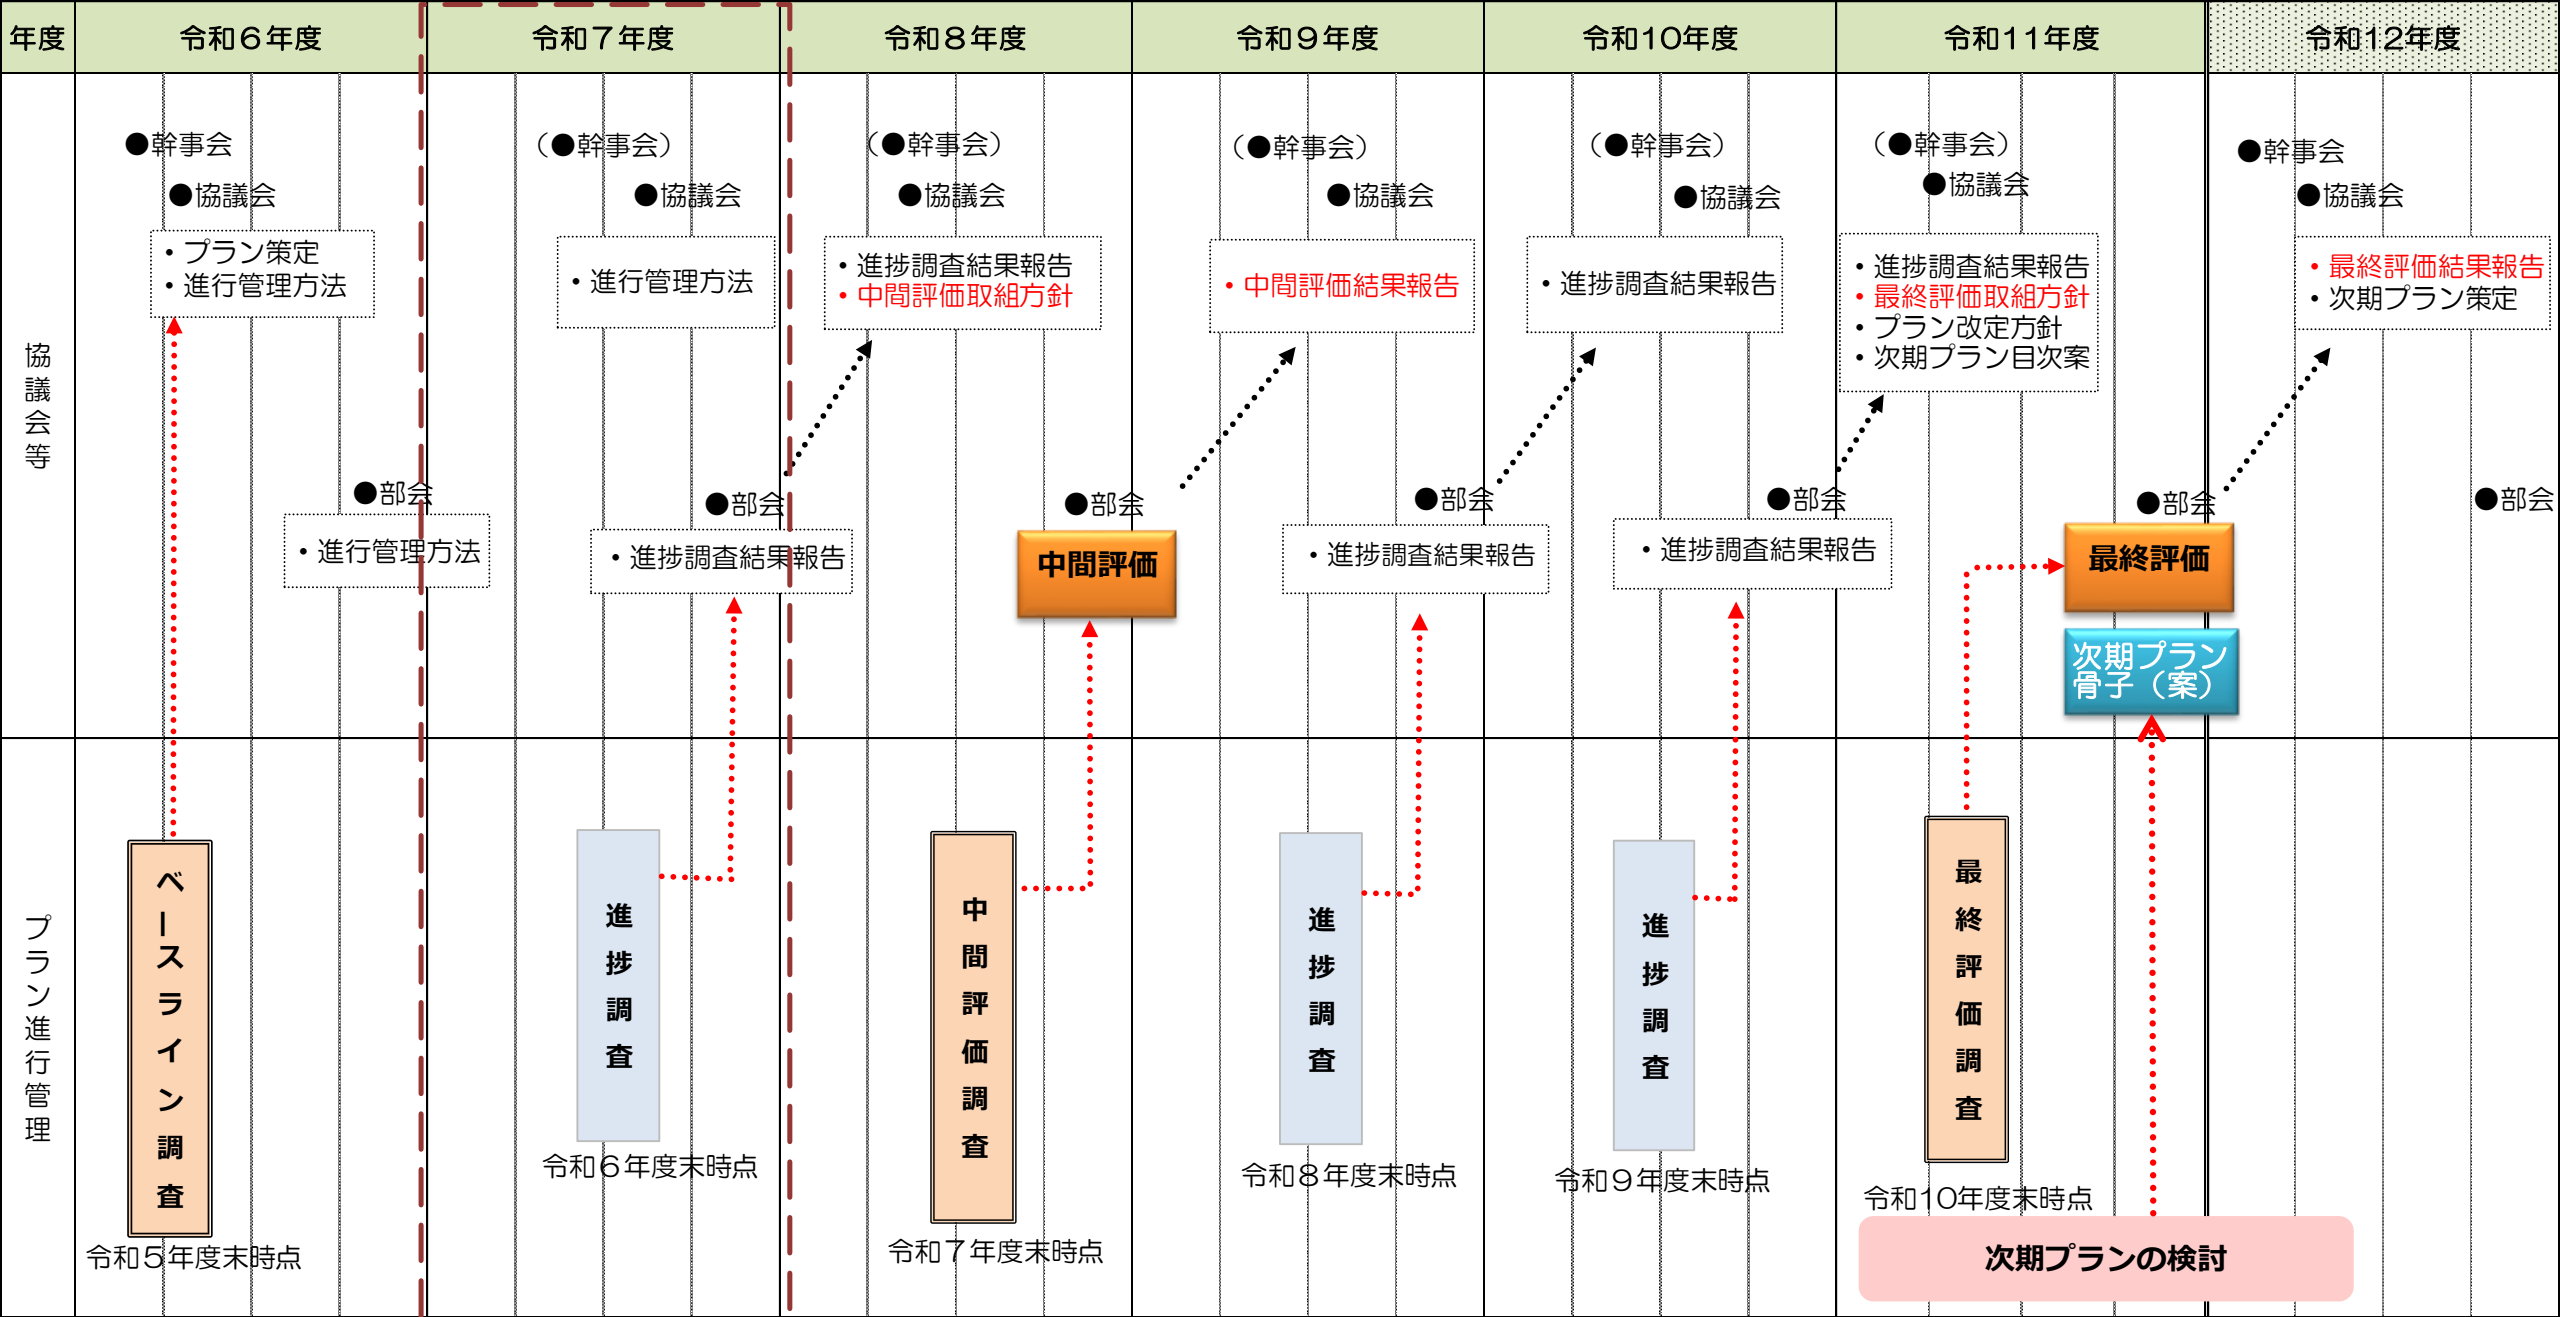 年度
令和６年度
令和７年度
令和８年度
令和９年度
令和10年度
令和11年度
令和12年度
協議会等
●幹事会
●協議会
・プラン策定
・進行管理方法
●部会
・進行管理方法
（●幹事会）
●協議会
・進行管理方法
●部会
・進捗調査結果報告
（●幹事会）
●協議会
・進捗調査結果報告
・中間評価取組方針
●部会
中間評価
（●幹事会）
●協議会
・中間評価結果報告
●部会
・進捗調査結果報告
（●幹事会）
●協議会
・進捗調査結果報告
●部会
・進捗調査結果報告
（●幹事会）
●協議会
・進捗調査結果報告
・最終評価取組方針
・プラン改定方針
・次期プラン目次案
●部会
最終評価
次期プラン
骨子（案）
●幹事会
●協議会
・最終評価結果報告
・次期プラン策定
●部会
プラン進行管理
ベースライン調査
令和５年度末時点
進捗調査
令和６年度末時点
中間評価調査
令和７年度末時点
進捗調査
令和８年度末時点
進捗調査
令和９年度末時点
最終評価調査
令和10年度末時点
次期プランの検討